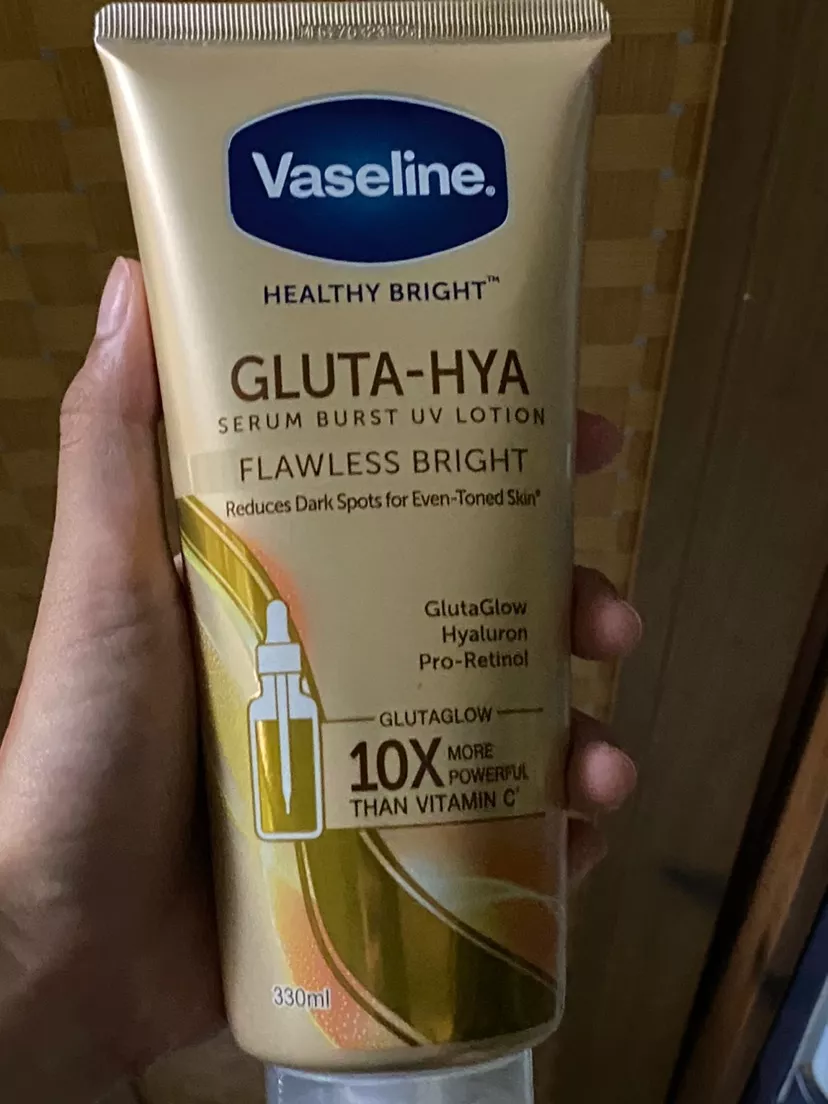 Vaseline.
HEALTHY BRIGHT™
GLUTA-HYA
SERUM BURST UV LOTION
FLAWLESS BRIGHT
Reduces Dark Spots for Even-Toned Skin*
GlutaGlow
Hyaluron
Pro-Retinol
GLUTAGLOW
10X MORE
POWERFUL
THAN VITAMIN C*
330ml